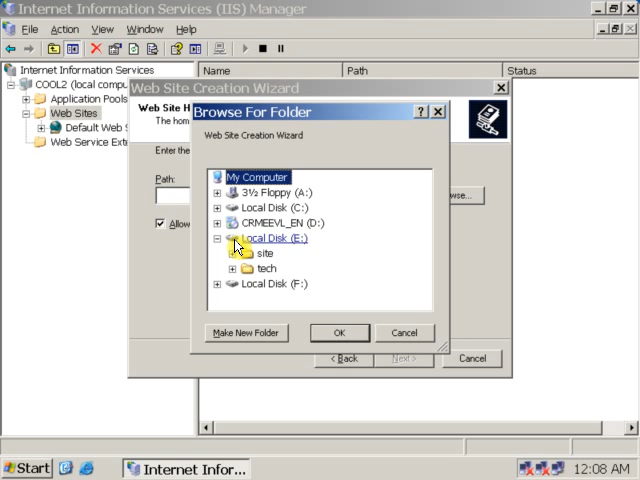 Internet Information Services (IIS) Manager
File Action View Window Help
Internet Information Services
COOL2 (local compu
Application Pools
Web Sites
Default Web S
Web Service Ext
Name Path Status
Web Site Creation Wizard
Web Site H
The hom
Enter the
Path:
wse...
Allow
< Back Next > Cancel
Browse For Folder
Web Site Creation Wizard
My Computer
3½ Floppy (A:)
Local Disk (C:)
CRMEEVL_EN (D:)
Local Disk (E:)
site
tech
Local Disk (F:)
Make New Folder OK Cancel
Start Internet Infor... 12:08 AM